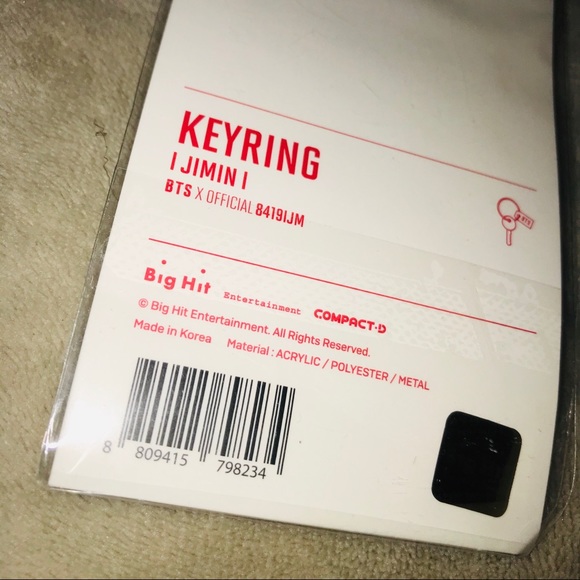 KEYRING
I JIMIN I
BTS X OFFICIAL 8419IJM
Big Hit Entertainment COMPACT·D
© Big Hit Entertainment. All Rights Reserved.
Made in Korea Material : ACRYLIC / POLYESTER / METAL
8 809415 798234